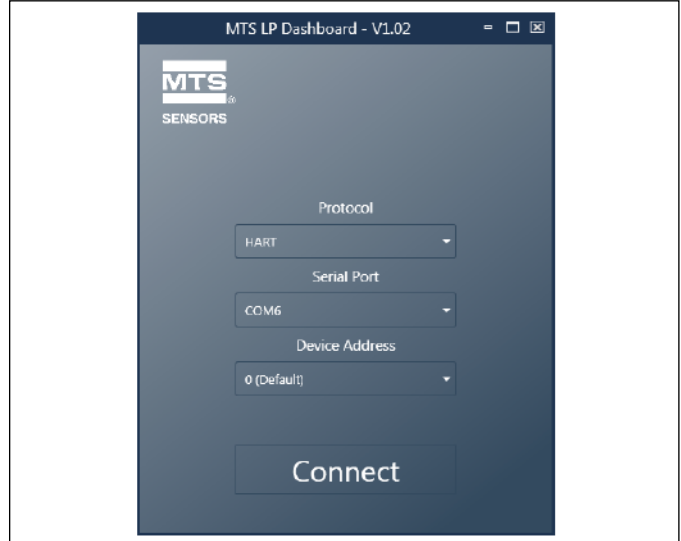 MTS LP Dashboard - V1.02
MTS
®
SENSORS
Protocol
HART
Serial Port
COM6
Device Address
0 (Default)
Connect